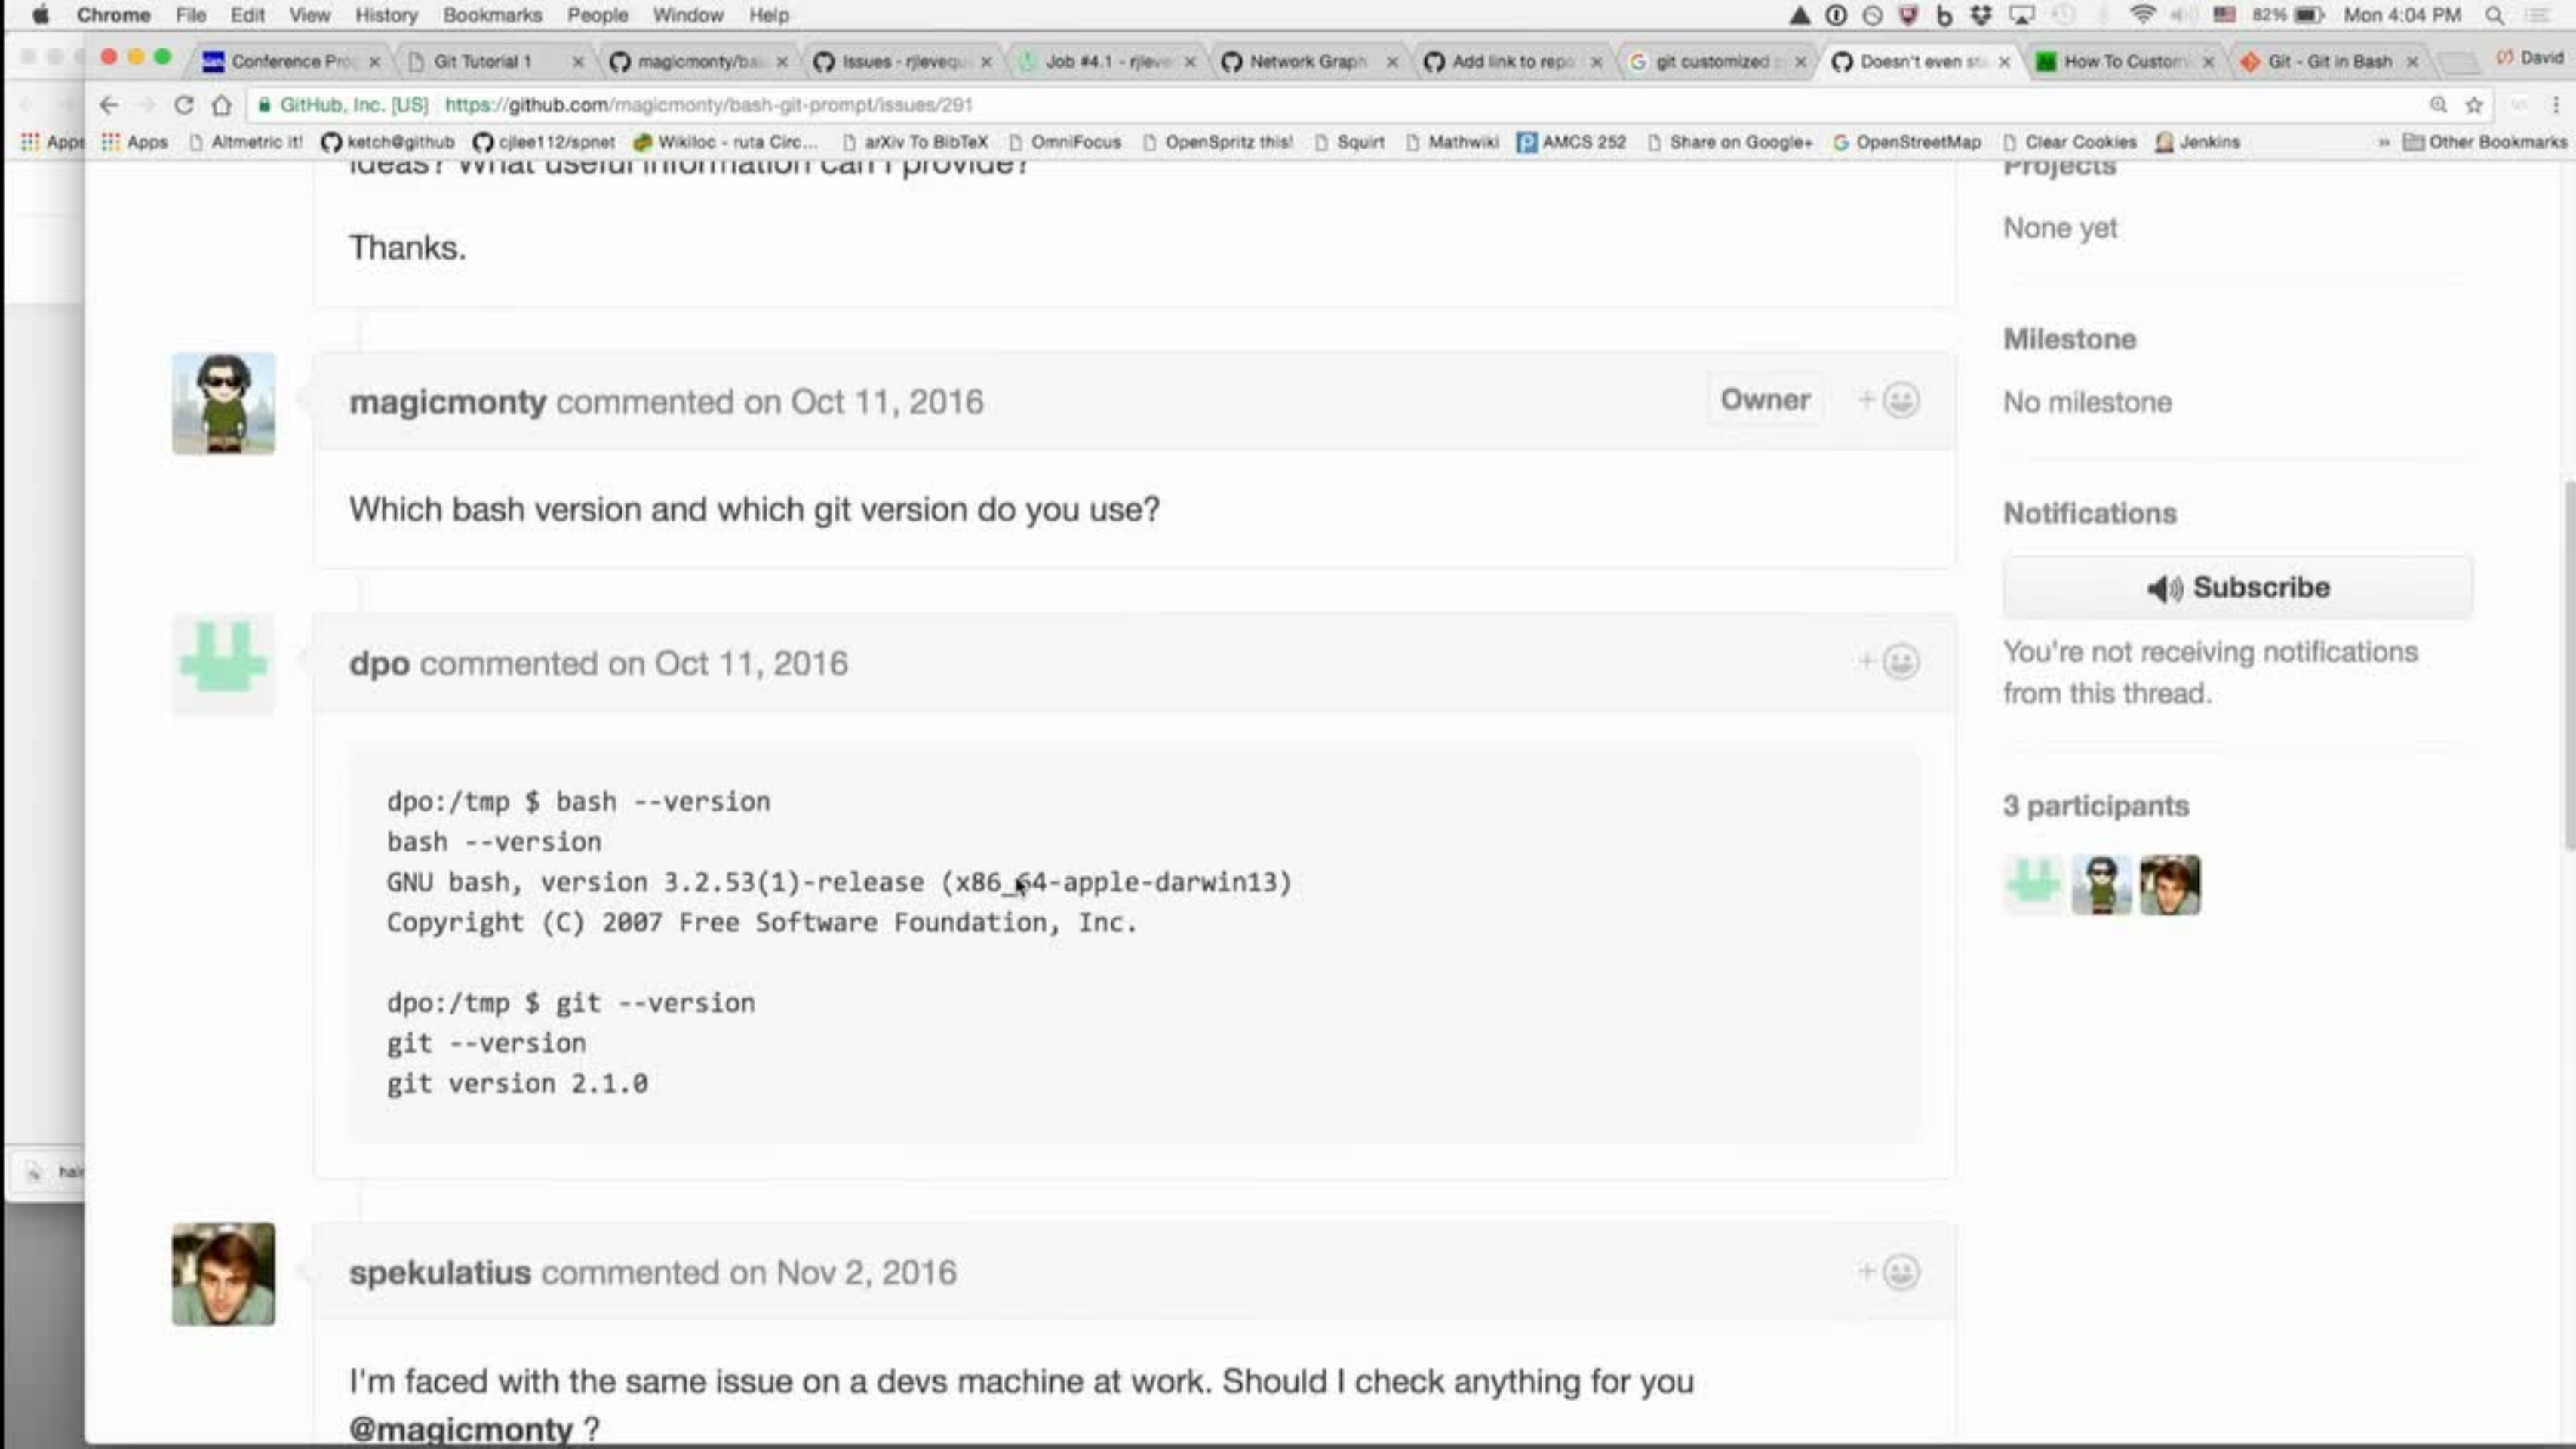 Chrome File Edit View History Bookmarks People Window Help 82% Mon 4:04 PM
Conference Pro Git Tutorial 1 magicmonty/ba Issues - rjlevequ Job #4.1 - rjleve Network Graph Add link to repo git customized Doesn't even st How To Custom Git - Git in Bash David
GitHub, Inc. [US] https://github.com/magicmonty/bash-git-prompt/issues/291
Apps Apps Altmetric it! ketch@github cjlee112/spnet Wikiloc - ruta Circ... arXiv To BibTeX OmniFocus OpenSpritz this! Squirt Mathwiki AMCS 252 Share on Google+ OpenStreetMap Clear Cookies Jenkins » Other Bookmarks
ideas? What useful information can I provide?
Thanks.
magicmonty commented on Oct 11, 2016 Owner
Which bash version and which git version do you use?
dpo commented on Oct 11, 2016
dpo:/tmp $ bash --version
bash --version
GNU bash, version 3.2.53(1)-release (x86_64-apple-darwin13)
Copyright (C) 2007 Free Software Foundation, Inc.
dpo:/tmp $ git --version
git --version
git version 2.1.0
spekulatius commented on Nov 2, 2016
I'm faced with the same issue on a devs machine at work. Should I check anything for you
@magicmonty ?
Projects
None yet
Milestone
No milestone
Notifications
Subscribe
You're not receiving notifications
from this thread.
3 participants